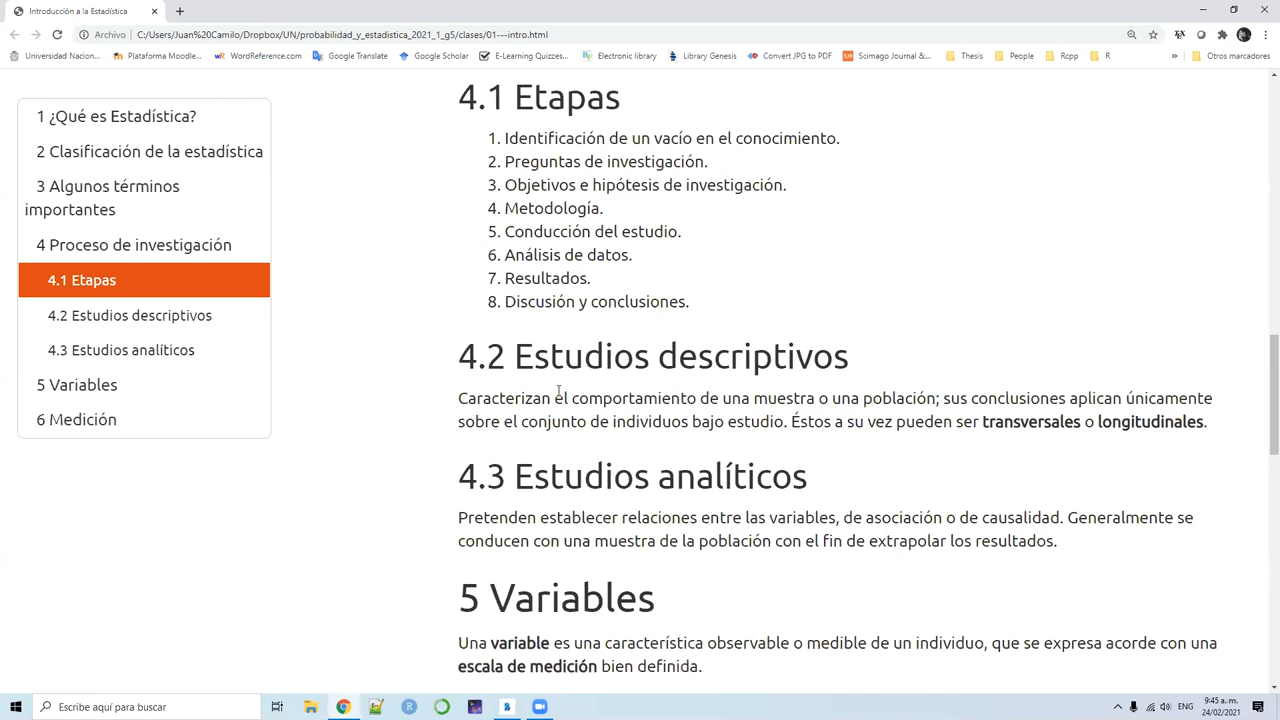 Introducción a la Estadística
Archivo
C:/Users/Juan%20Camilo/Dropbox/UN/probabilidad_y_estadistica_2021_1_g5/clases/01---intro.html
Universidad Nacion...
Plataforma Moodle...
WordReference.com
Google Translate
Google Scholar
E-Learning Quizzes...
Electronic library
Library Genesis
Convert JPG to PDF
Scimago Journal &...
Thesis
People
Rcpp
R
»
Otros marcadores
1 ¿Qué es Estadística?
2 Clasificación de la estadística
3 Algunos términos
importantes
4 Proceso de investigación
4.1 Etapas
4.2 Estudios descriptivos
4.3 Estudios analíticos
5 Variables
6 Medición
4.1 Etapas
1. Identificación de un vacío en el conocimiento.
2. Preguntas de investigación.
3. Objetivos e hipótesis de investigación.
4. Metodología.
5. Conducción del estudio.
6. Análisis de datos.
7. Resultados.
8. Discusión y conclusiones.
4.2 Estudios descriptivos
Caracterizan el comportamiento de una muestra o una población; sus conclusiones aplican únicamente
sobre el conjunto de individuos bajo estudio. Éstos a su vez pueden ser transversales o longitudinales.
4.3 Estudios analíticos
Pretenden establecer relaciones entre las variables, de asociación o de causalidad. Generalmente se
conducen con una muestra de la población con el fin de extrapolar los resultados.
5 Variables
Una variable es una característica observable o medible de un individuo, que se expresa acorde con una
escala de medición bien definida.
Escribe aquí para buscar
9:45 a. m.
24/02/2021